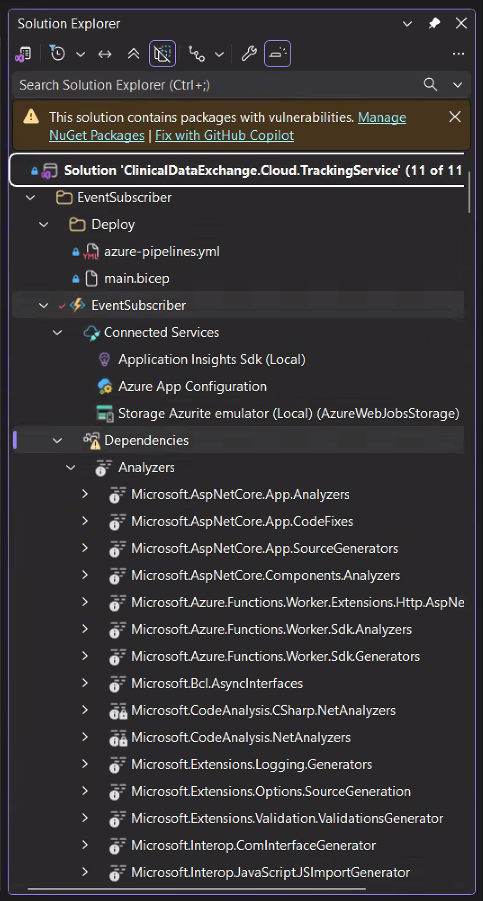 Solution Explorer
Search Solution Explorer (Ctrl+;)
This solution contains packages with vulnerabilities. Manage
NuGet Packages | Fix with GitHub Copilot
Solution 'ClinicalDataExchange.Cloud.TrackingService' (11 of 11
EventSubscriber
Deploy
azure-pipelines.yml
main.bicep
EventSubscriber
Connected Services
Application Insights Sdk (Local)
Azure App Configuration
Storage Azurite emulator (Local) (AzureWebJobsStorage)
Dependencies
Analyzers
Microsoft.AspNetCore.App.Analyzers
Microsoft.AspNetCore.App.CodeFixes
Microsoft.AspNetCore.App.SourceGenerators
Microsoft.AspNetCore.Components.Analyzers
Microsoft.Azure.Functions.Worker.Extensions.Http.AspNe
Microsoft.Azure.Functions.Worker.Sdk.Analyzers
Microsoft.Azure.Functions.Worker.Sdk.Generators
Microsoft.Bcl.AsyncInterfaces
Microsoft.CodeAnalysis.CSharp.NetAnalyzers
Microsoft.CodeAnalysis.NetAnalyzers
Microsoft.Extensions.Logging.Generators
Microsoft.Extensions.Options.SourceGeneration
Microsoft.Extensions.Validation.ValidationsGenerator
Microsoft.Interop.ComInterfaceGenerator
Microsoft.Interop.JavaScript.JSImportGenerator